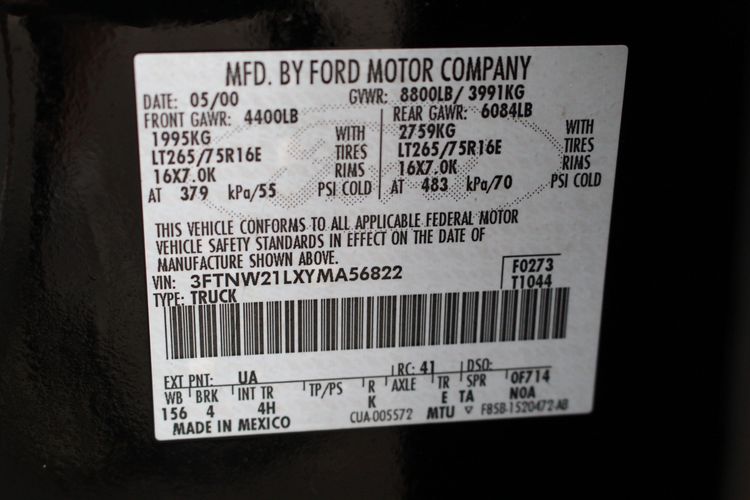 MFD. BY FORD MOTOR COMPANY
DATE: 05/00 GVWR: 8800LB/ 3991KG
FRONT GAWR: 4400LB REAR GAWR: 6084LB
1995KG WITH 2759KG WITH
LT265/75R16E TIRES LT265/75R16E TIRES
16X7.0K RIMS 16X7.0K RIMS
AT 379 kPa/55 PSI COLD AT 483 kPa/70 PSI COLD
THIS VEHICLE CONFORMS TO ALL APPLICABLE FEDERAL MOTOR
VEHICLE SAFETY STANDARDS IN EFFECT ON THE DATE OF
MANUFACTURE SHOWN ABOVE.
VIN: 3FTNW21LXYMA56822 F0273
TYPE: TRUCK T1044
EXT PNT: UA RC: 41 DSO:
WB BRK INT TR TP/PS R AXLE TR SPR 0F714
156 4 4H K E TA NOA
MADE IN MEXICO CUA-005572 MTU F85B-1520472-AB